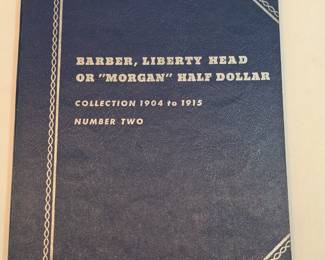 BARBER, LIBERTY HEAD
OR "MORGAN" HALF DOLLAR
COLLECTION 1904 to 1915
NUMBER TWO